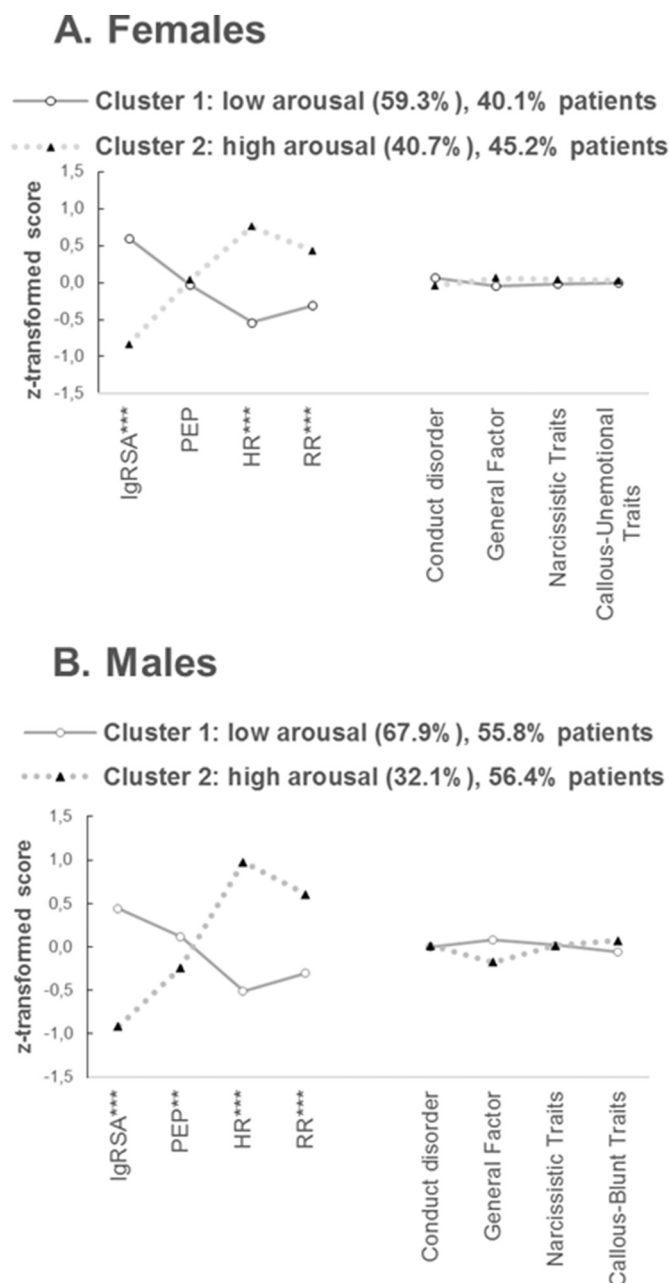 A. Females
Cluster 1: low arousal (59.3%), 40.1% patients
Cluster 2: high arousal (40.7%), 45.2% patients
z-transformed score
1,5
1,0
0,5
0,0
-0,5
-1,0
-1,5
lgRSA***
PEP
HR***
RR***
Conduct disorder
General Factor
Narcissistic Traits
Callous-Unemotional
Traits
B. Males
Cluster 1: low arousal (67.9%), 55.8% patients
Cluster 2: high arousal (32.1%), 56.4% patients
z-transformed score
1,5
1,0
0,5
0,0
-0,5
-1,0
-1,5
lgRSA***
PEP**
HR***
RR***
Conduct disorder
General Factor
Narcissistic Traits
Callous-Blunt Traits